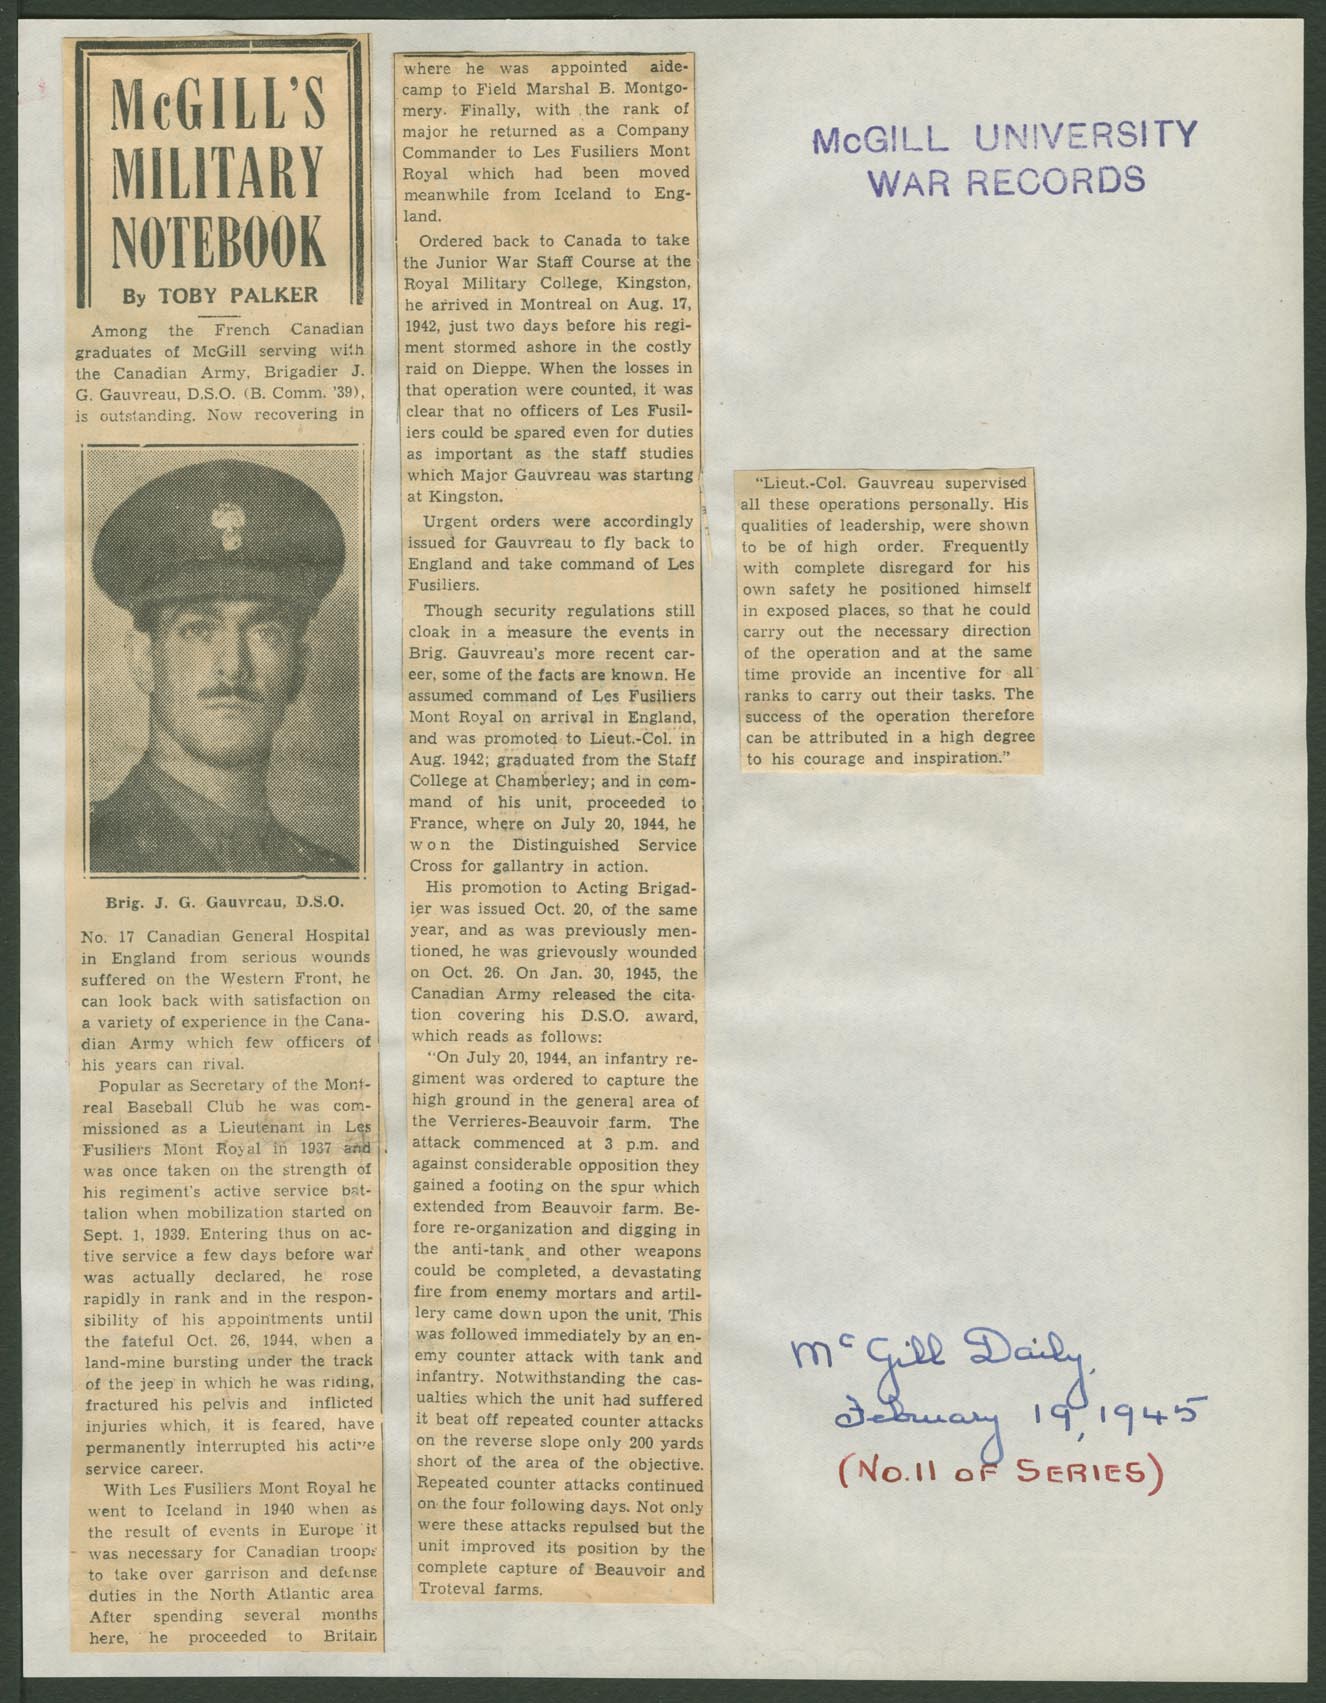 McGILL'S
MILITARY
NOTEBOOK
By TOBY PALKER
Among the French Canadian
graduates of McGill serving with
the Canadian Army, Brigadier J.
G. Gauvreau, D.S.O. (B. Comm. '39),
is outstanding. Now recovering in
Brig. J. G. Gauvreau, D.S.O.
No. 17 Canadian General Hospital
in England from serious wounds
suffered on the Western Front, he
can look back with satisfaction on
a variety of experience in the Cana-
dian Army which few officers of
his years can rival.
Popular as Secretary of the Mont-
real Baseball Club he was com-
missioned as a Lieutenant in Les
Fusiliers Mont Royal in 1937 and
was once taken on the strength of
his regiment's active service bat-
talion when mobilization started on
Sept. 1, 1939. Entering thus on ac-
tive service a few days before war
was actually declared, he rose
rapidly in rank and in the respon-
sibility of his appointments until
the fateful Oct. 26, 1944, when a
land-mine bursting under the track
of the jeep in which he was riding,
fractured his pelvis and inflicted
injuries which, it is feared, have
permanently interrupted his active
service career.
With Les Fusiliers Mont Royal he
went to Iceland in 1940 when as
the result of events in Europe it
was necessary for Canadian troops
to take over garrison and defense
duties in the North Atlantic area
After spending several months
here, he proceeded to Britain
where he was appointed aide-
camp to Field Marshal B. Montgo-
mery. Finally, with the rank of
major he returned as a Company
Commander to Les Fusiliers Mont
Royal which had been moved
meanwhile from Iceland to Eng-
land.
Ordered back to Canada to take
the Junior War Staff Course at the
Royal Military College, Kingston,
he arrived in Montreal on Aug. 17,
1942, just two days before his regi-
ment stormed ashore in the costly
raid on Dieppe. When the losses in
that operation were counted, it was
clear that no officers of Les Fusil-
iers could be spared even for duties
as important as the staff studies
which Major Gauvreau was starting
at Kingston.
Urgent orders were accordingly
issued for Gauvreau to fly back to
England and take command of Les
Fusiliers.
Though security regulations still
cloak in a measure the events in
Brig. Gauvreau's more recent car-
eer, some of the facts are known. He
assumed command of Les Fusiliers
Mont Royal on arrival in England,
and was promoted to Lieut.-Col. in
Aug. 1942; graduated from the Staff
College at Chamberley; and in com-
mand of his unit, proceeded to
France, where on July 20, 1944, he
won the Distinguished Service
Cross for gallantry in action.
His promotion to Acting Brigad-
ier was issued Oct. 20, of the same
year, and as was previously men-
tioned, he was grievously wounded
on Oct. 26. On Jan. 30, 1945, the
Canadian Army released the cita-
tion covering his D.S.O. award,
which reads as follows:
"On July 20, 1944, an infantry re-
giment was ordered to capture the
high ground in the general area of
the Verrieres-Beauvoir farm. The
attack commenced at 3 p.m. and
against considerable opposition they
gained a footing on the spur which
extended from Beauvoir farm. Be-
fore re-organization and digging in
the anti-tank and other weapons
could be completed, a devastating
fire from enemy mortars and artil-
lery came down upon the unit. This
was followed immediately by an en-
emy counter attack with tank and
infantry. Notwithstanding the cas-
ualties which the unit had suffered
it beat off repeated counter attacks
on the reverse slope only 200 yards
short of the area of the objective.
Repeated counter attacks continued
on the four following days. Not only
were these attacks repulsed but the
unit improved its position by the
complete capture of Beauvoir and
Troteval farms.
McGILL UNIVERSITY
WAR RECORDS
"Lieut.-Col. Gauvreau supervised
all these operations personally. His
qualities of leadership, were shown
to be of high order. Frequently
with complete disregard for his
own safety he positioned himself
in exposed places, so that he could
carry out the necessary direction
of the operation and at the same
time provide an incentive for all
ranks to carry out their tasks. The
success of the operation therefore
can be attributed in a high degree
to his courage and inspiration."
McGill Daily,
February 19, 1945
(No. 11 OF SERIES)